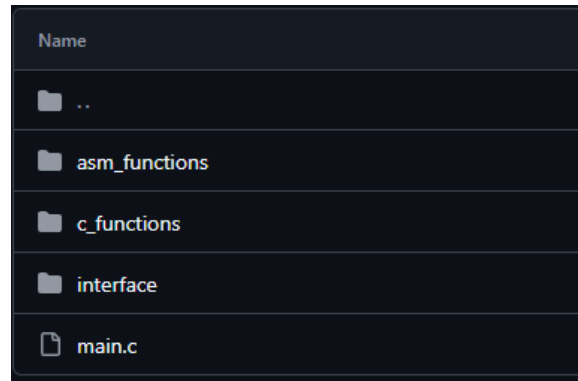 Name
..
asm_functions
c_functions
interface
main.c